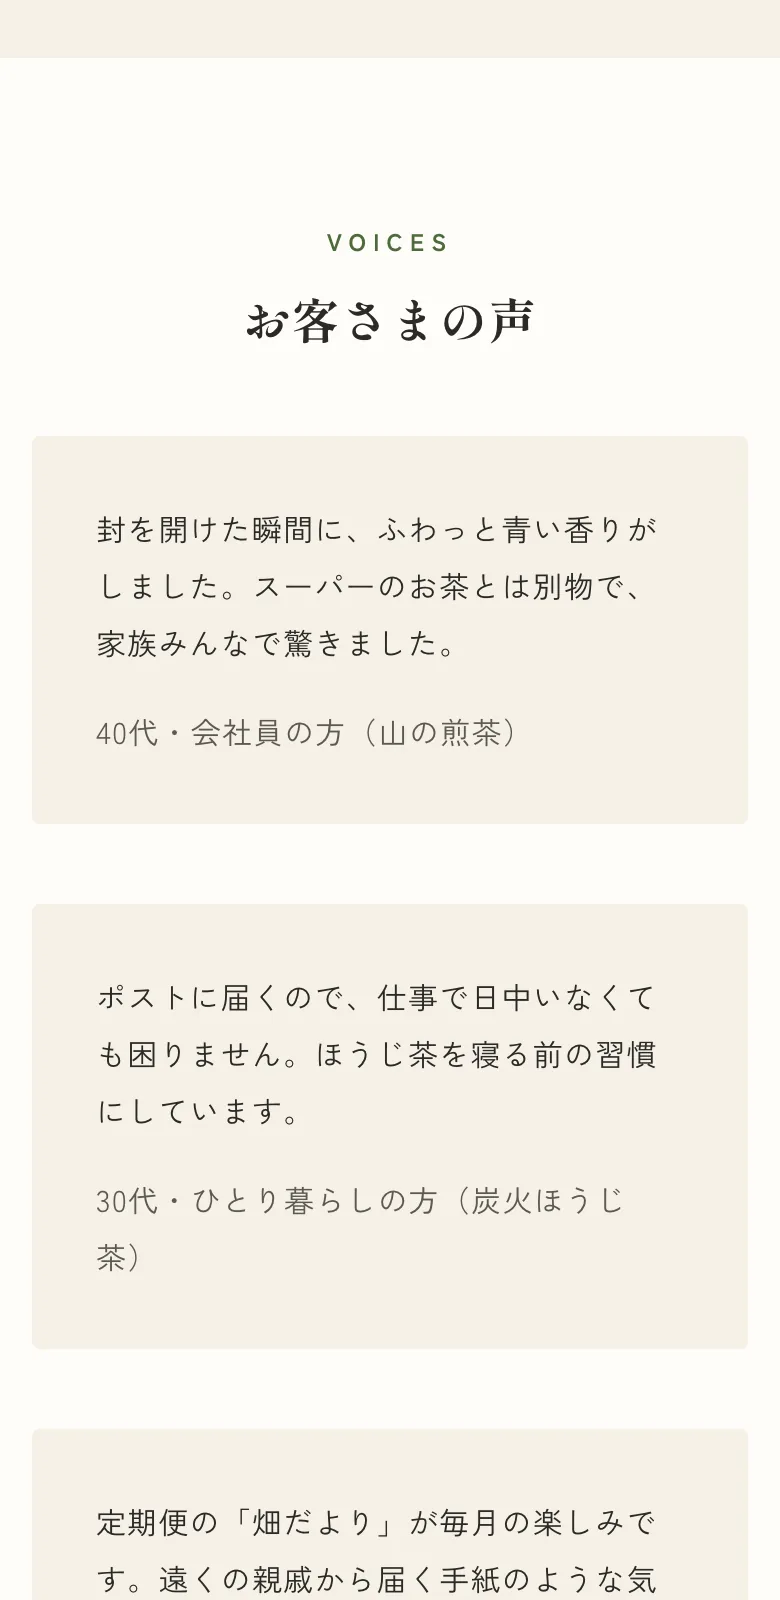 VOICES
お客さまの声
封を開けた瞬間に、ふわっと青い香りが
しました。スーパーのお茶とは別物で、
家族みんなで驚きました。
40代・会社員の方（山の煎茶）
ポストに届くので、仕事で日中いなくて
も困りません。ほうじ茶を寝る前の習慣
にしています。
30代・ひとり暮らしの方（炭火ほうじ
茶）
定期便の「畑だより」が毎月の楽しみで
す。遠くの親戚から届く手紙のような気